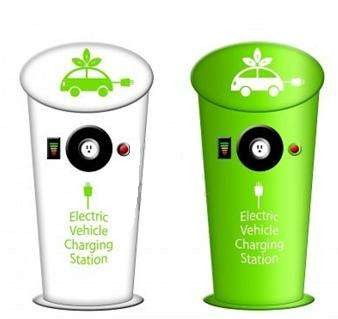 Electric
Vehicle
Charging
Station
Electric
Vehicle
Charging
Station